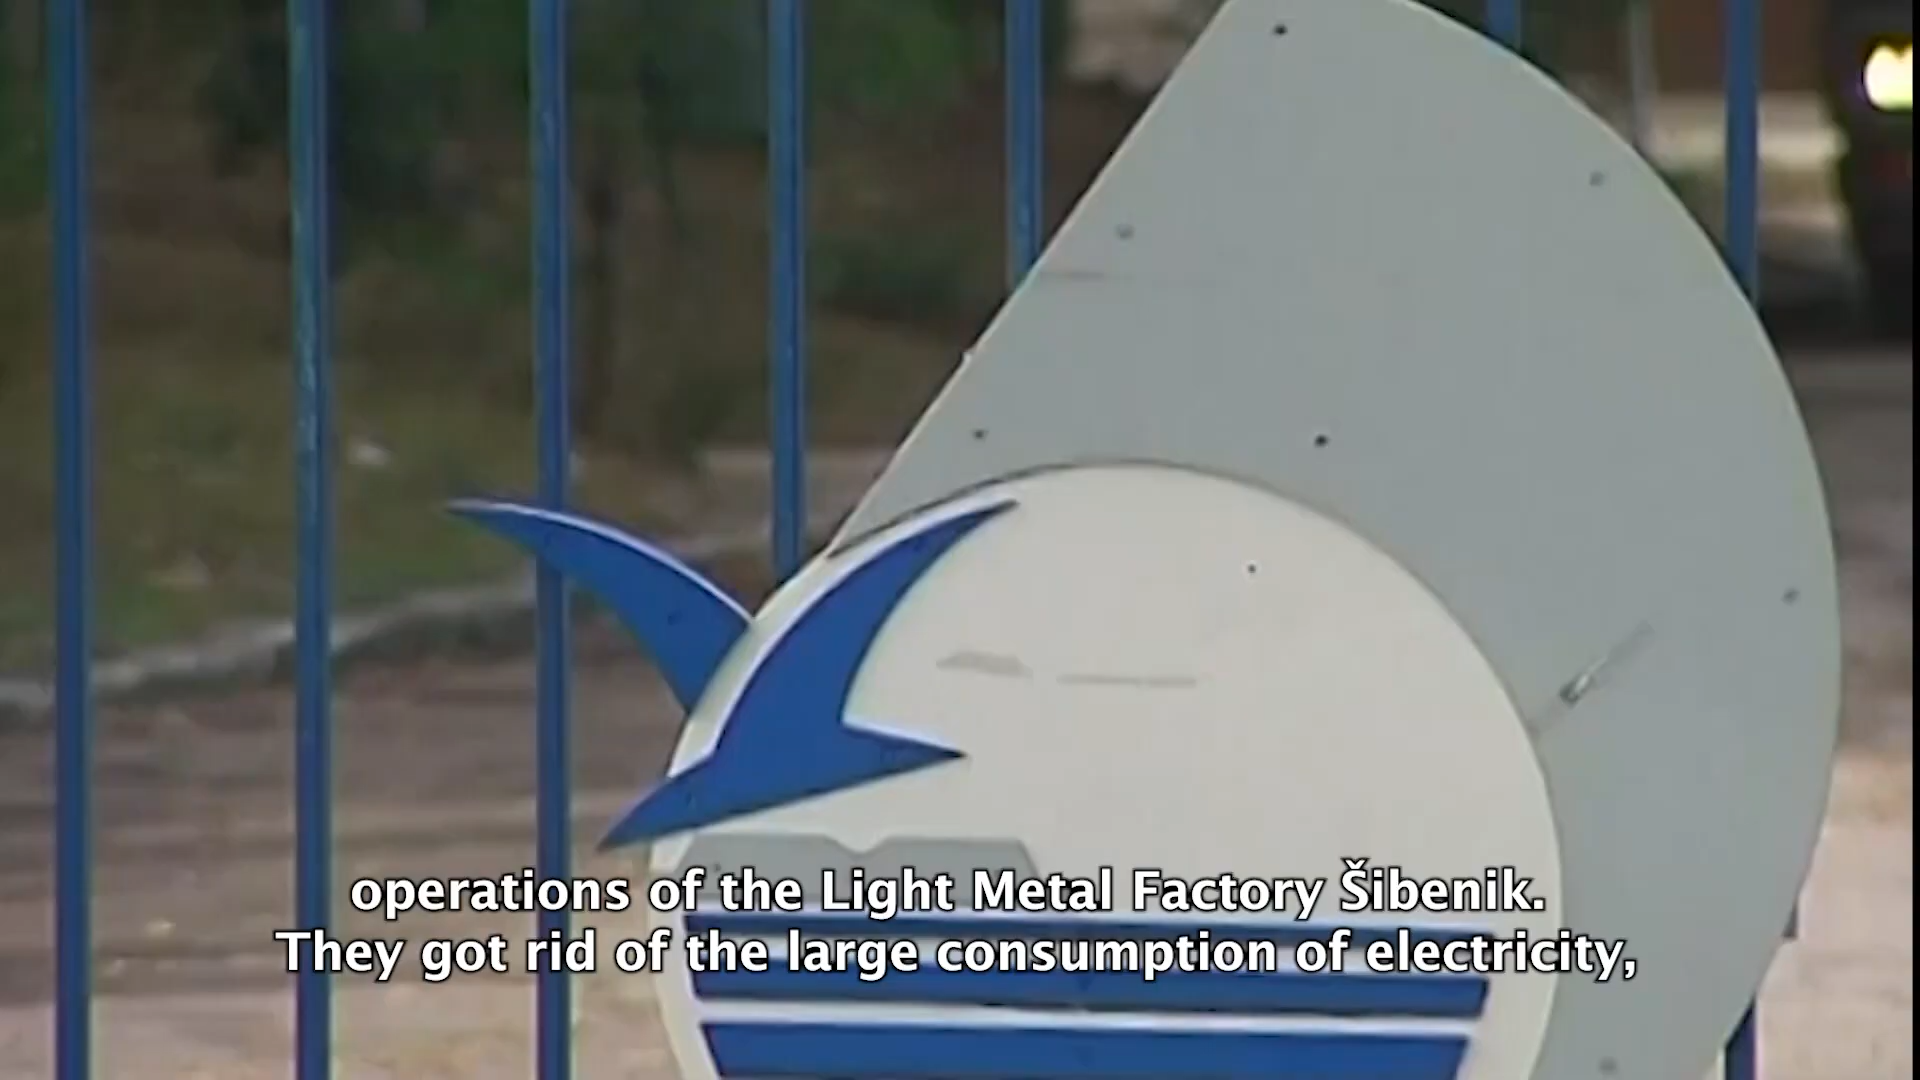 operations of the Light Metal Factory Šibenik.
They got rid of the large consumption of electricity,